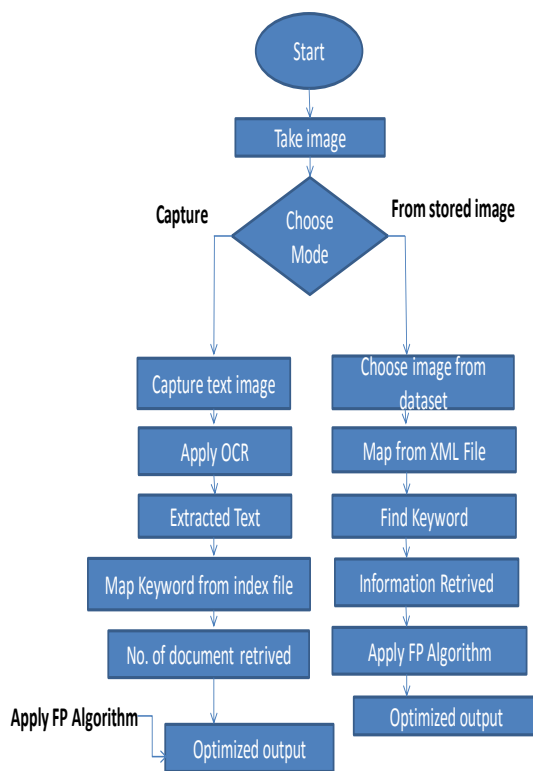 Start
Take image
Capture
From stored image
Choose
Mode
Capture text image
Apply OCR
Extracted Text
Map Keyword from index file
No. of document retrived
Apply FP Algorithm
Optimized output
Choose image from
dataset
Map from XML File
Find Keyword
Information Retrived
Apply FP Algorithm
Optimized output